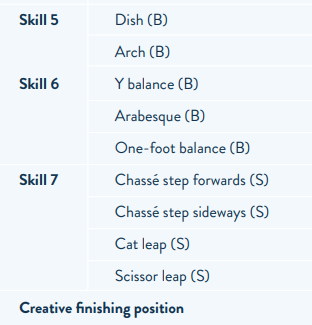 Skill 5 Dish (B)
Arch (B)
Skill 6 Y balance (B)
Arabesque (B)
One-foot balance (B)
Skill 7 Chassé step forwards (S)
Chassé step sideways (S)
Cat leap (S)
Scissor leap (S)
Creative finishing position